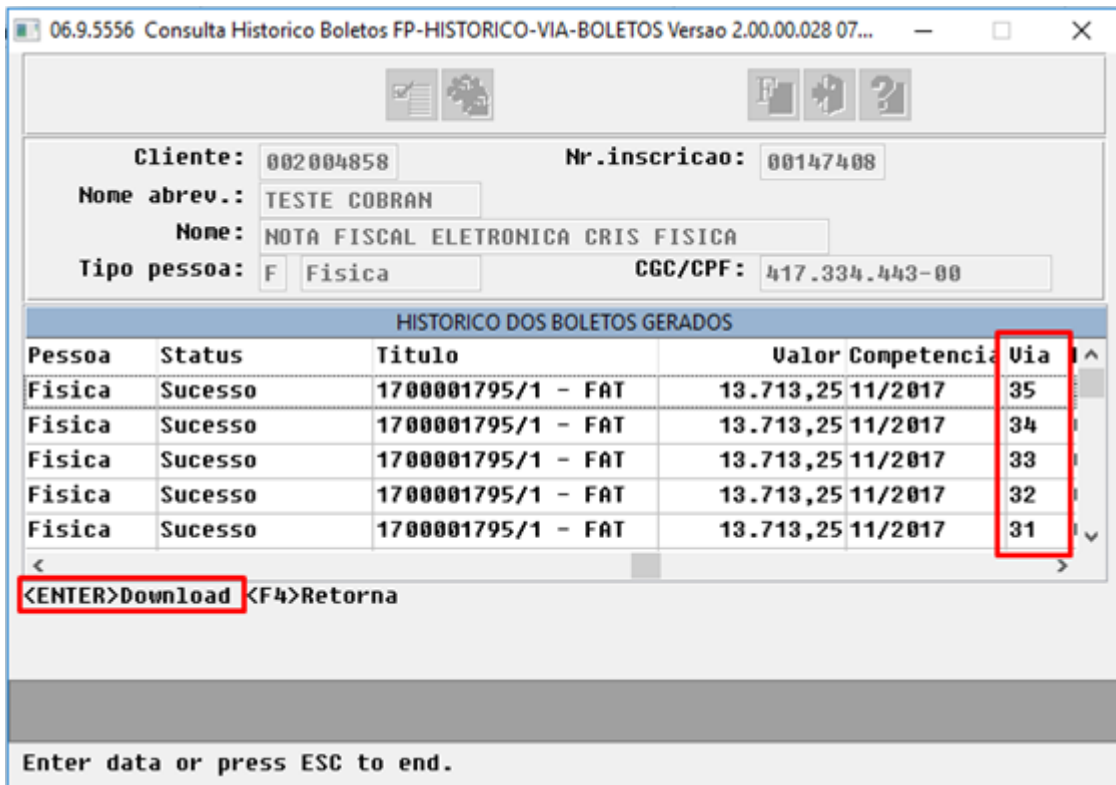 06.9.5556 Consulta Historico Boletos FP-HISTORICO-VIA-BOLETOS Versao 2.00.00.028 07...
Cliente: 002004858 Nr.inscricao: 00147408
Nome abrev.: TESTE COBRAN
Nome: NOTA FISCAL ELETRONICA CRIS FISICA
Tipo pessoa: F Fisica CGC/CPF: 417.334.443-00
HISTORICO DOS BOLETOS GERADOS
Pessoa Status Titulo Valor Competencia Via
Fisica Sucesso 1700001795/1 - FAT 13.713,25 11/2017 35
Fisica Sucesso 1700001795/1 - FAT 13.713,25 11/2017 34
Fisica Sucesso 1700001795/1 - FAT 13.713,25 11/2017 33
Fisica Sucesso 1700001795/1 - FAT 13.713,25 11/2017 32
Fisica Sucesso 1700001795/1 - FAT 13.713,25 11/2017 31
<ENTER>Download <F4>Retorna
Enter data or press ESC to end.